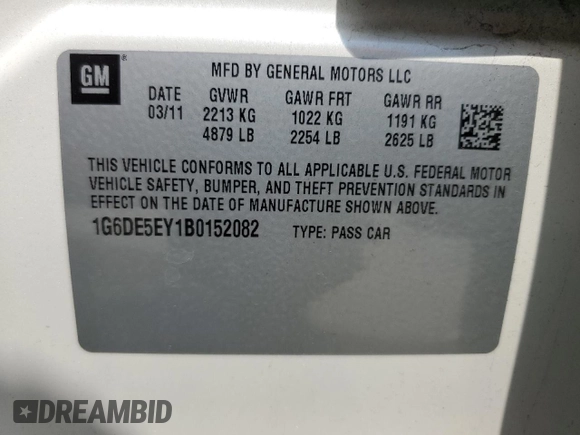 GM ®
MFD BY GENERAL MOTORS LLC
DATE GVWR GAWR FRT GAWR RR
03/11 2213 KG 1022 KG 1191 KG
4879 LB 2254 LB 2625 LB
THIS VEHICLE CONFORMS TO ALL APPLICABLE U.S. FEDERAL MOTOR
VEHICLE SAFETY, BUMPER, AND THEFT PREVENTION STANDARDS IN
EFFECT ON THE DATE OF MANUFACTURE SHOWN ABOVE.
1G6DE5EY1B0152082 TYPE: PASS CAR
DREAMBID